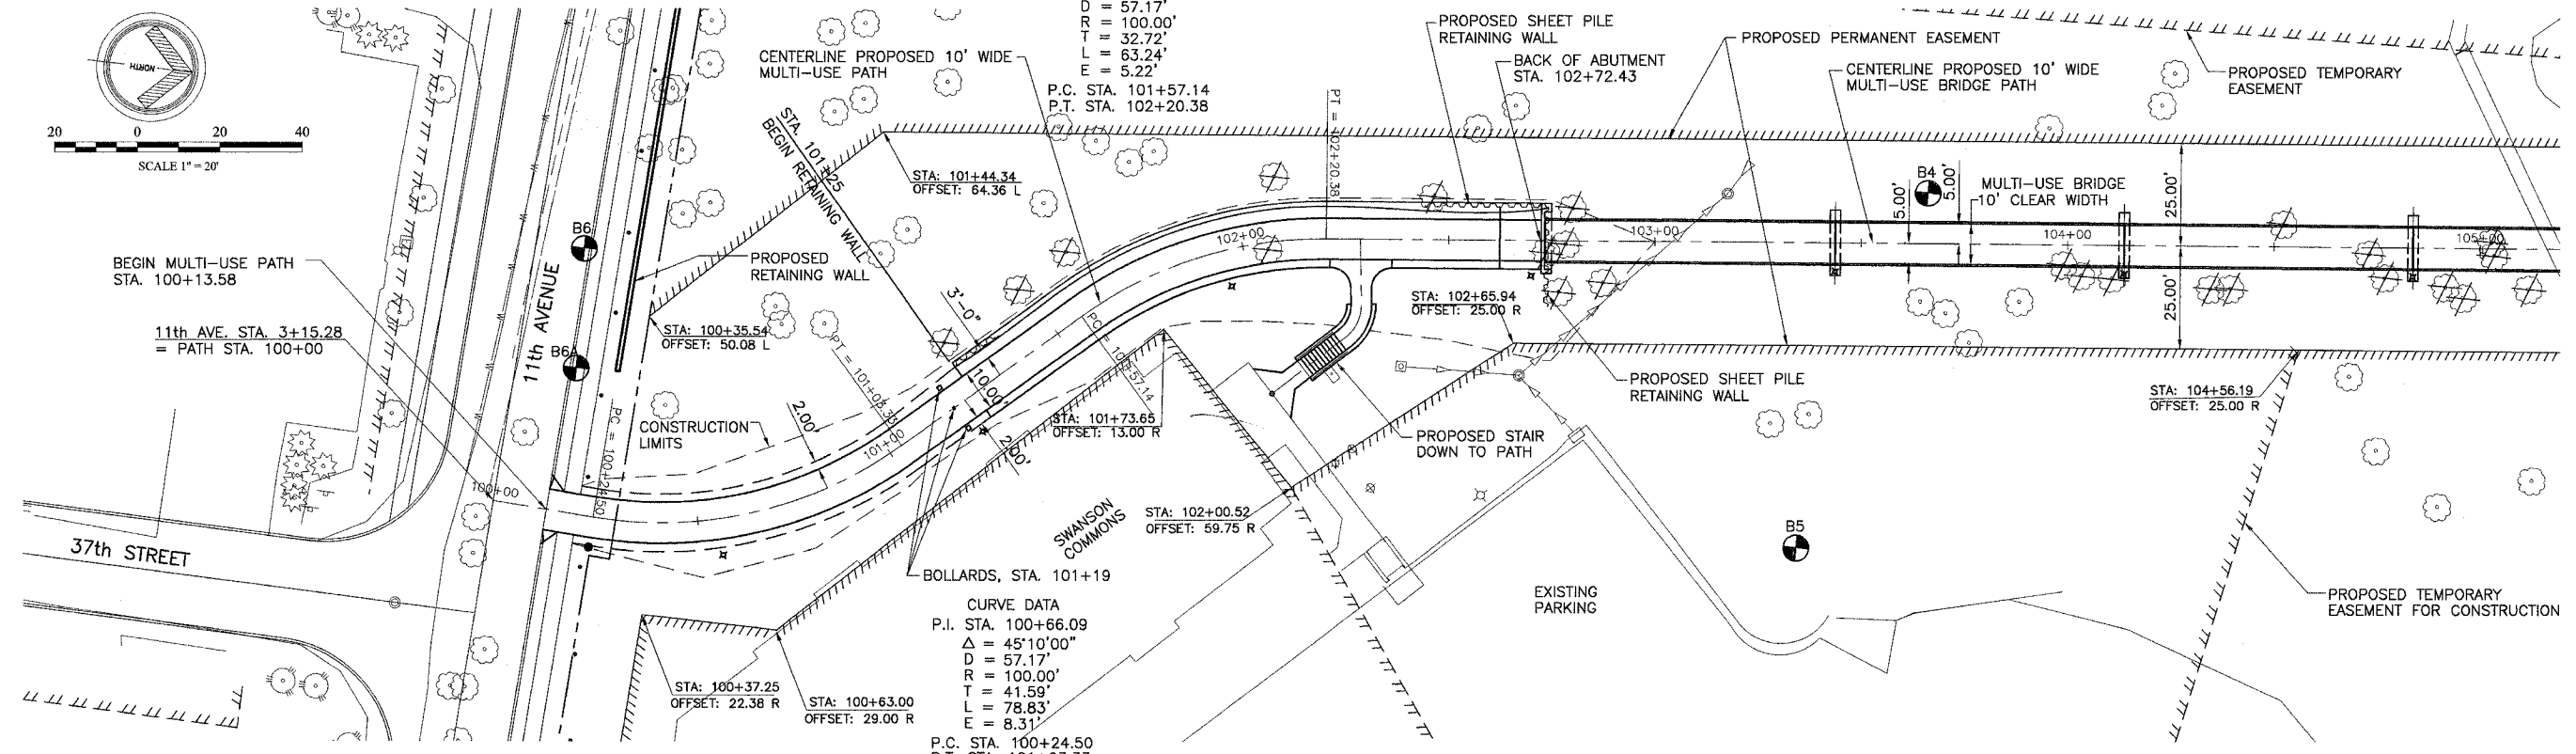 NORTH
20 0 20 40
SCALE 1" = 20'
D = 57.17'
R = 100.00'
T = 32.72'
L = 63.24'
E = 5.22'
P.C. STA. 101+57.14
P.T. STA. 102+20.38
CENTERLINE PROPOSED 10' WIDE
MULTI-USE PATH
PROPOSED SHEET PILE
RETAINING WALL
BACK OF ABUTMENT
STA. 102+72.43
PROPOSED PERMANENT EASEMENT
CENTERLINE PROPOSED 10' WIDE
MULTI-USE BRIDGE PATH
PROPOSED TEMPORARY
EASEMENT
STA. 101+25
BEGIN RETAINING WALL
STA: 101+44.34
OFFSET: 64.36 L
PT = 102+20.38
B4
5.00'
5.00'
MULTI-USE BRIDGE
10' CLEAR WIDTH
25.00'
25.00'
B6
B6A
11th AVENUE
BEGIN MULTI-USE PATH
STA. 100+13.58
11th AVE. STA. 3+15.28
= PATH STA. 100+00
PROPOSED
RETAINING WALL
STA: 100+35.54
OFFSET: 50.08 L
3'-0"
102+00
103+00
104+00
105+00
PC = 101+57.14
10.00'
STA: 102+65.94
OFFSET: 25.00 R
PROPOSED SHEET PILE
RETAINING WALL
STA: 104+56.19
OFFSET: 25.00 R
CONSTRUCTION
LIMITS
2.00'
101+00
2.00'
STA: 101+73.65
OFFSET: 13.00 R
PROPOSED STAIR
DOWN TO PATH
100+00
PC = 100+24.50
37th STREET
SWANSON
COMMONS
STA: 102+00.52
OFFSET: 59.75 R
B5
EXISTING
PARKING
PROPOSED TEMPORARY
EASEMENT FOR CONSTRUCTION
BOLLARDS, STA. 101+19
CURVE DATA
P.I. STA. 100+66.09
Δ = 45°10'00"
D = 57.17'
R = 100.00'
T = 41.59'
L = 78.83'
E = 8.31'
P.C. STA. 100+24.50
STA: 100+37.25
OFFSET: 22.38 R
STA: 100+63.00
OFFSET: 29.00 R